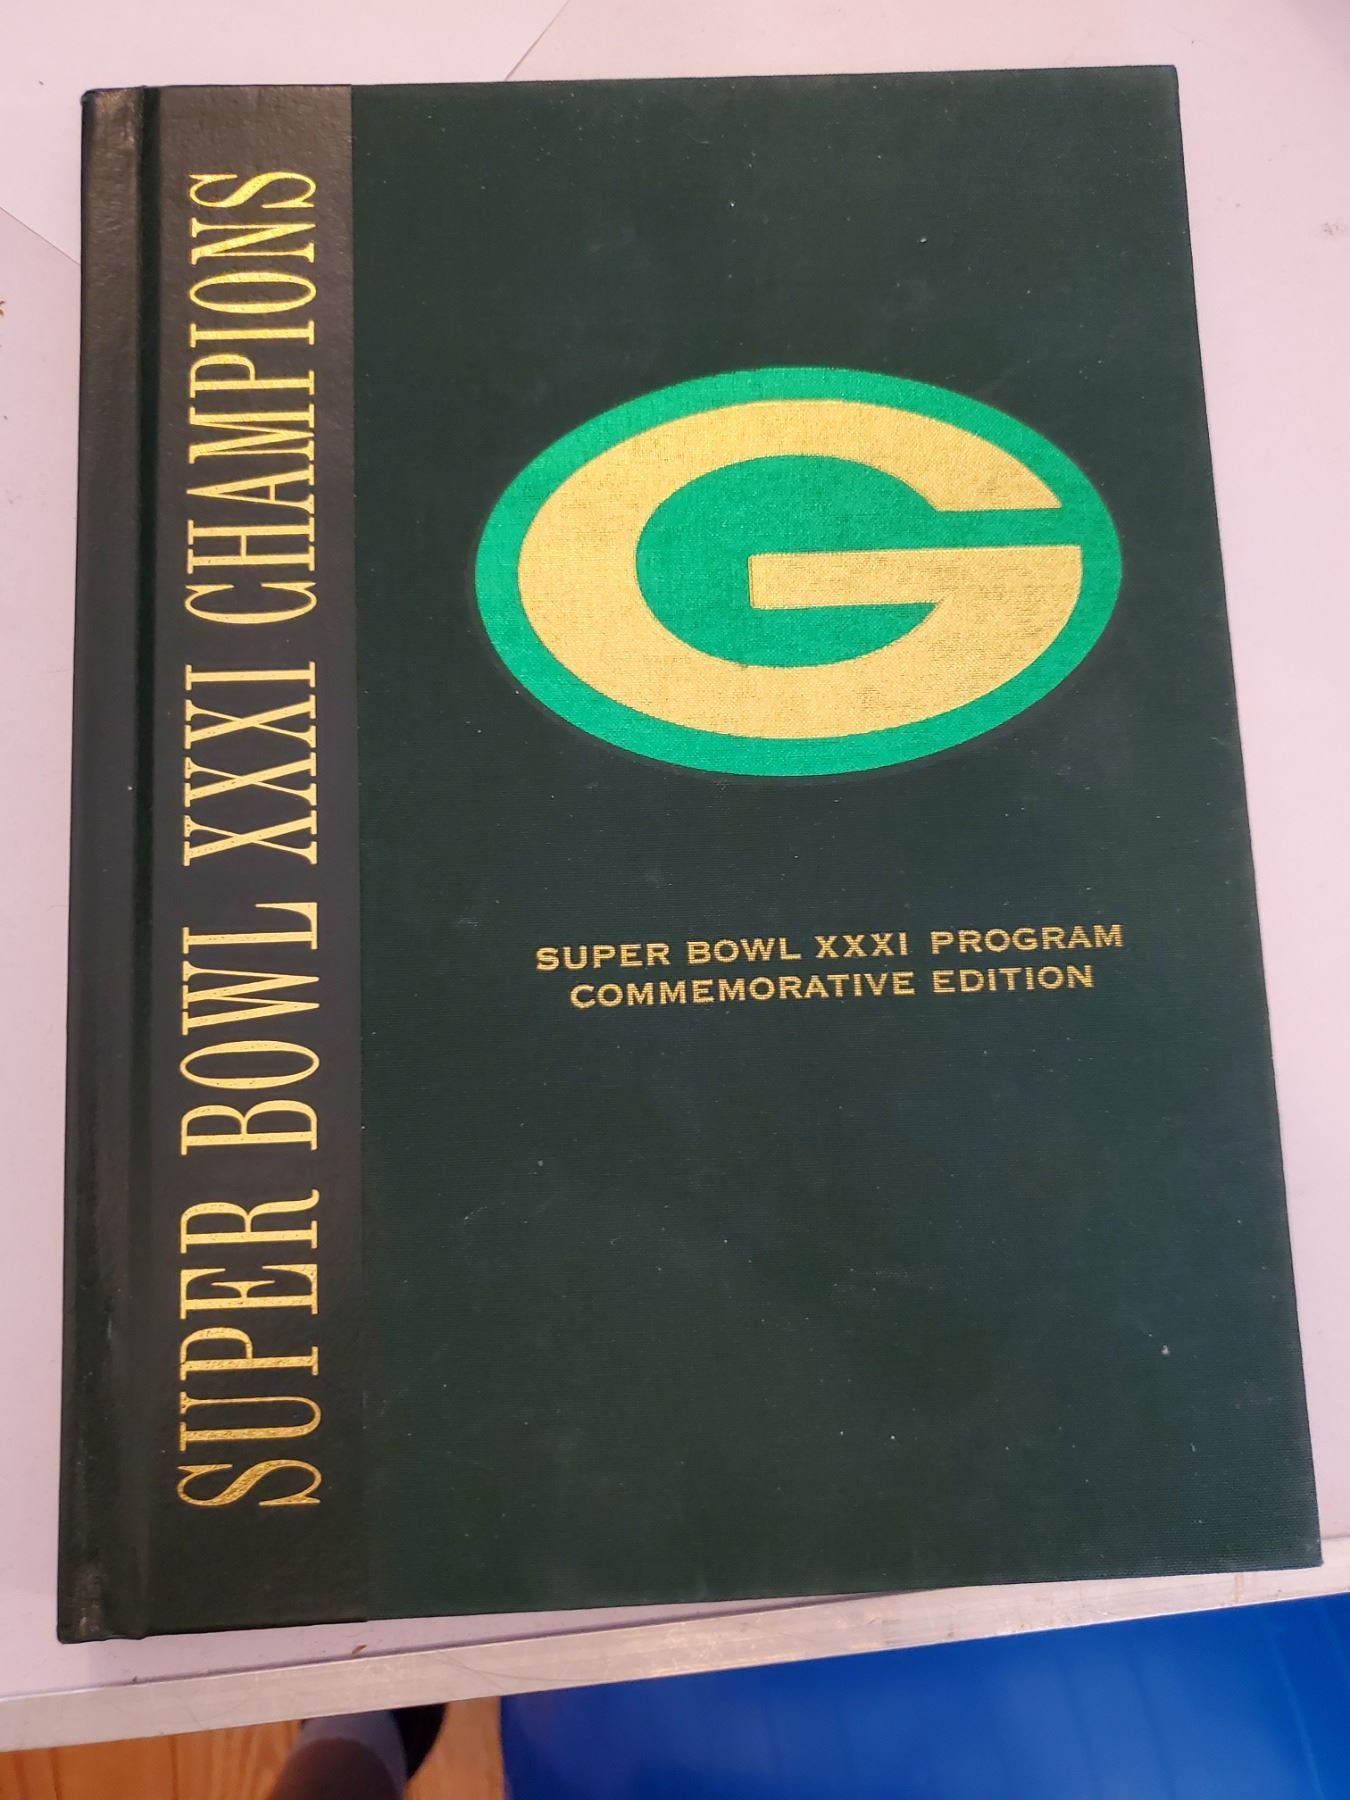 SUPER BOWL XXXI CHAMPIONS
G
SUPER BOWL XXXI PROGRAM
COMMEMORATIVE EDITION